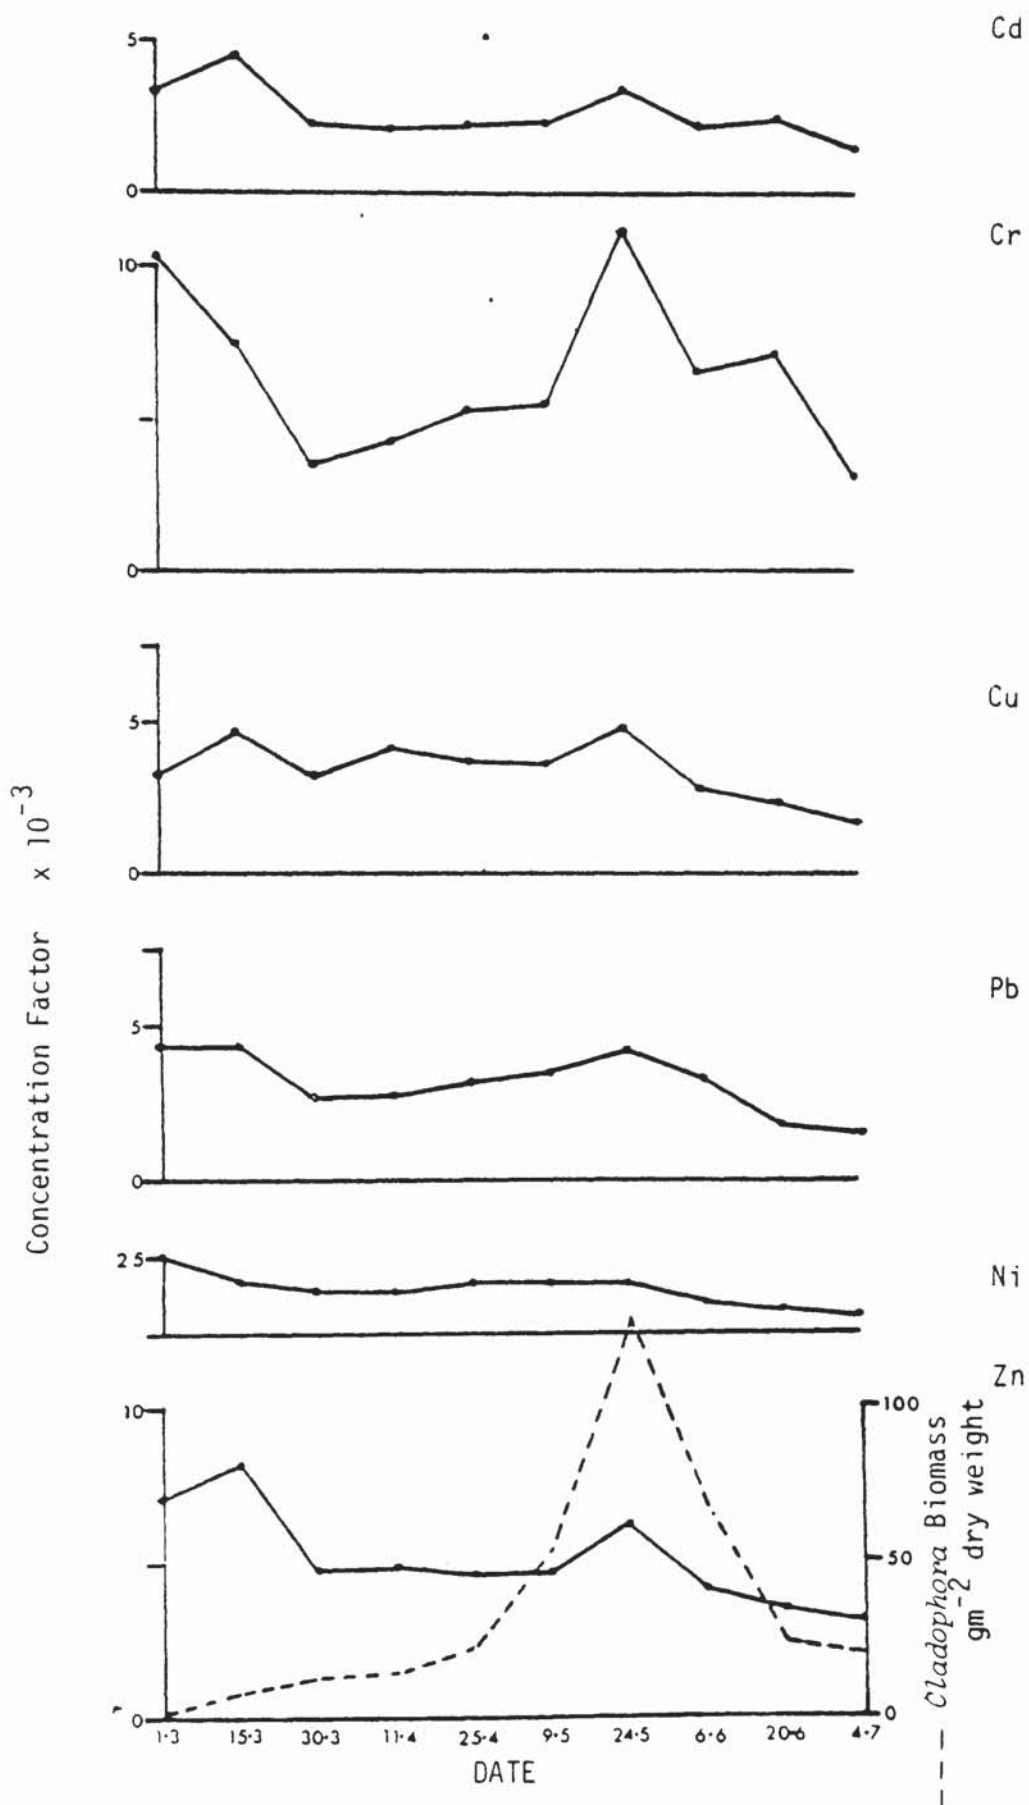 Cd
5
0
Cr
10
0
Cu
5
0
Concentration Factor x 10⁻³
Pb
5
0
Ni
2 5
Zn
10
0
100
50
0
Cladophora Biomass
gm⁻² dry weight
1·3 15·3 30·3 11·4 25·4 9·5 24·5 6·6 20·6 4·7
DATE